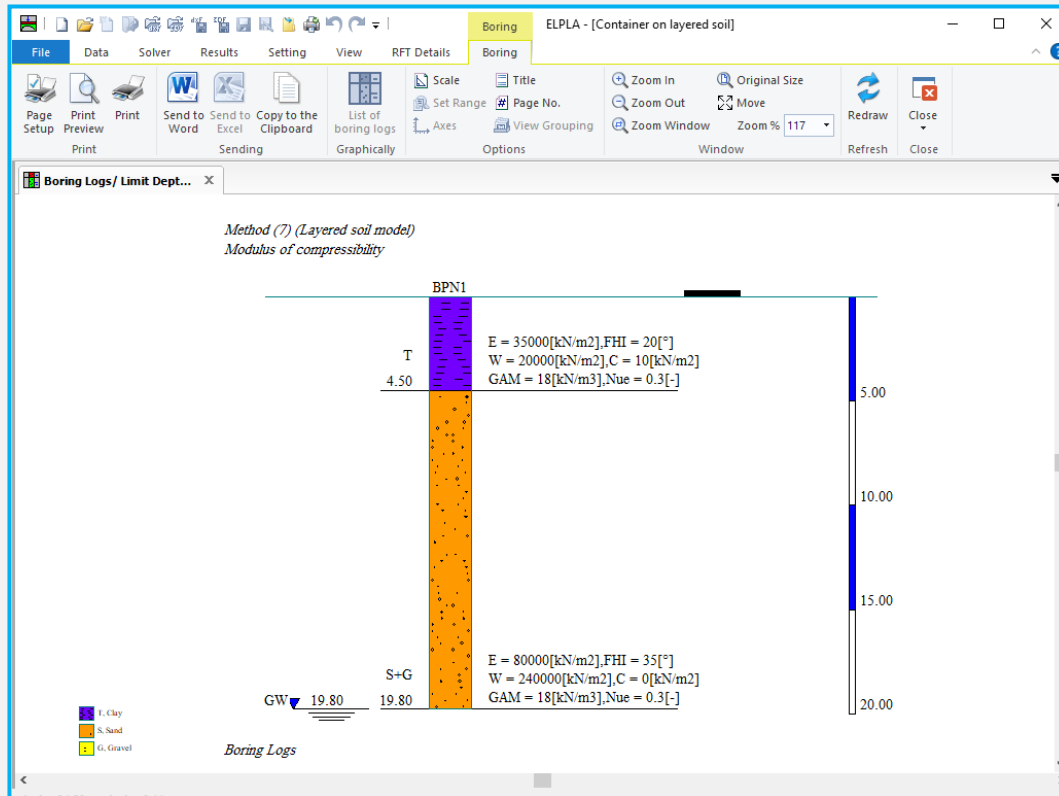 Boring
ELPLA - [Container on layered soil]
File
Data
Solver
Results
Setting
View
RFT Details
Boring
Page Setup
Print Preview
Print
Print
Send to Word
Send to Excel
Copy to the Clipboard
Sending
List of boring logs
Graphically
Scale
Set Range
Axes
Title
Page No.
View Grouping
Options
Zoom In
Zoom Out
Zoom Window
Original Size
Move
Zoom % 117
Window
Redraw
Refresh
Close
Close
Boring Logs/ Limit Dept... X
Method (7) (Layered soil model)
Modulus of compressibility
BPN1
E = 35000[kN/m2],FHI = 20[°]
T
W = 20000[kN/m2],C = 10[kN/m2]
4.50
GAM = 18[kN/m3],Nue = 0.3[-]
5.00
10.00
15.00
E = 80000[kN/m2],FHI = 35[°]
S+G
W = 240000[kN/m2],C = 0[kN/m2]
GW 19.80
19.80
GAM = 18[kN/m3],Nue = 0.3[-]
20.00
T, Clay
S, Sand
G, Gravel
Boring Logs